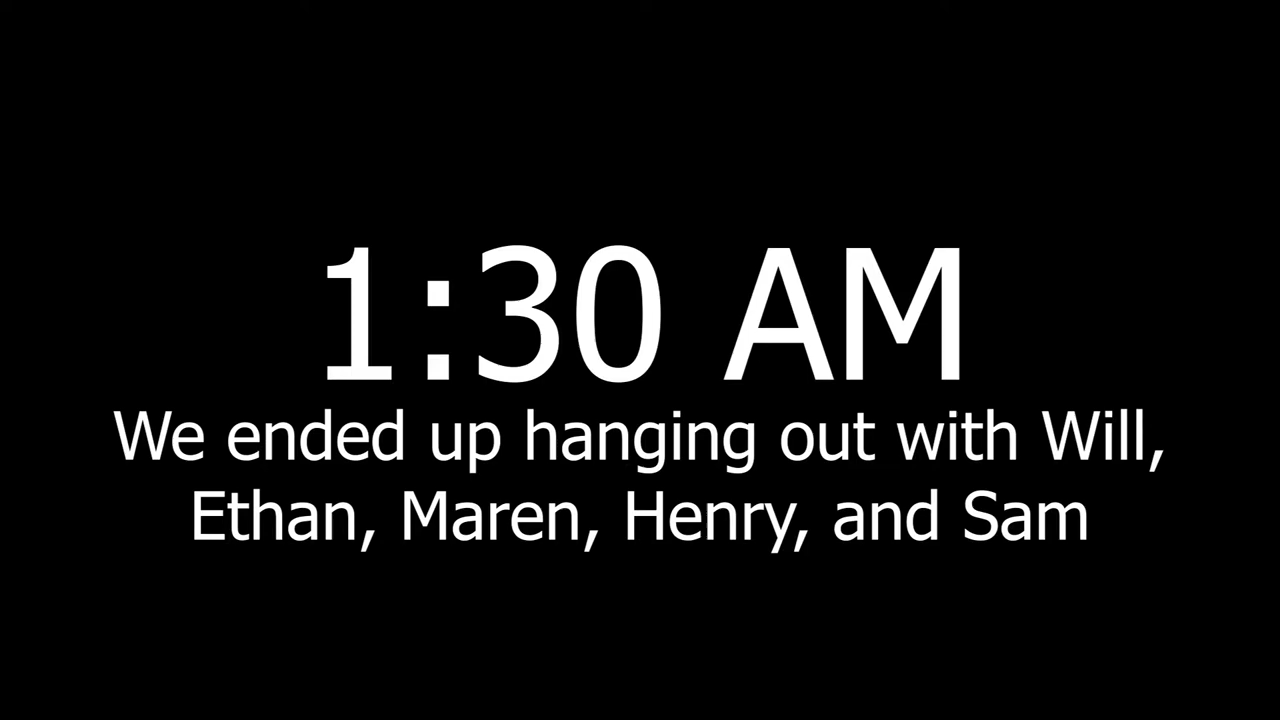 1:30 AM
We ended up hanging out with Will,
Ethan, Maren, Henry, and Sam